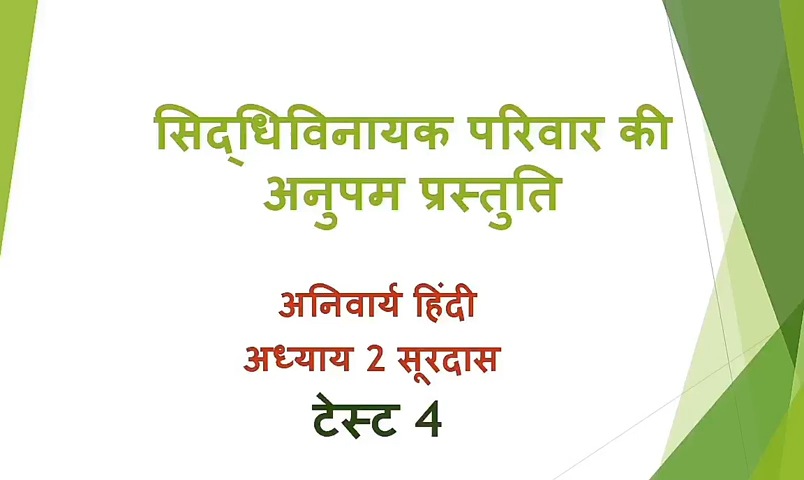 सिद्‌धिविनायक परिवार की
अनुपम प्रस्तुति
अनिवार्य हिंदी
अध्याय 2 सूरदास
टेस्ट 4